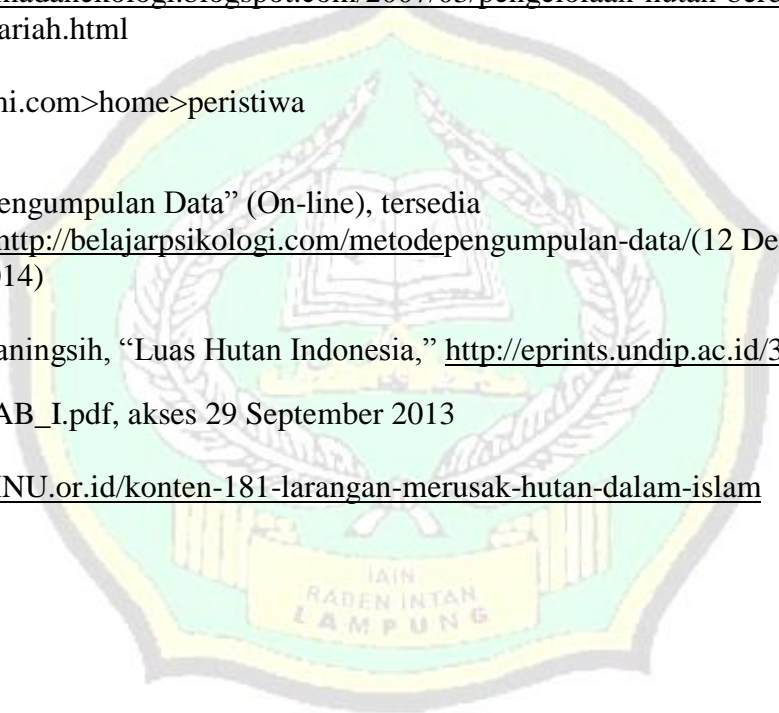 ariah.html
ni.com>home>peristiwa
engumpulan Data” (On-line), tersedia
http://belajarpsikologi.com/metodepengumpulan-data/(12 De
014)
aningsih, “Luas Hutan Indonesia,” http://eprints.undip.ac.id/3
AB_I.pdf, akses 29 September 2013
NU.or.id/konten-181-larangan-merusak-hutan-dalam-islam
IAIN
RADEN INTAN
LAMPUNG